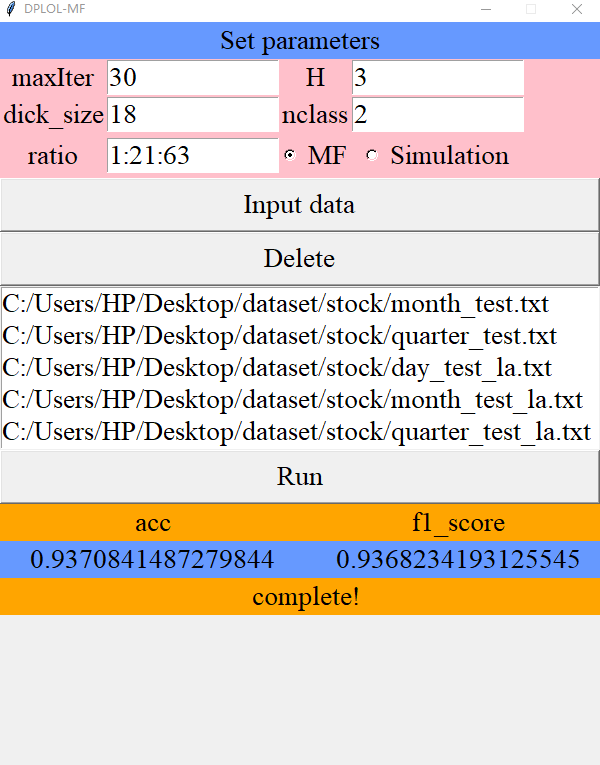 DPLOL-MF
Set parameters
maxIter 30 H 3
dick_size 18 nclass 2
ratio 1:21:63 MF Simulation
Input data
Delete
C:/Users/HP/Desktop/dataset/stock/month_test.txt
C:/Users/HP/Desktop/dataset/stock/quarter_test.txt
C:/Users/HP/Desktop/dataset/stock/day_test_la.txt
C:/Users/HP/Desktop/dataset/stock/month_test_la.txt
C:/Users/HP/Desktop/dataset/stock/quarter_test_la.txt
Run
acc f1_score
0.9370841487279844 0.9368234193125545
complete!